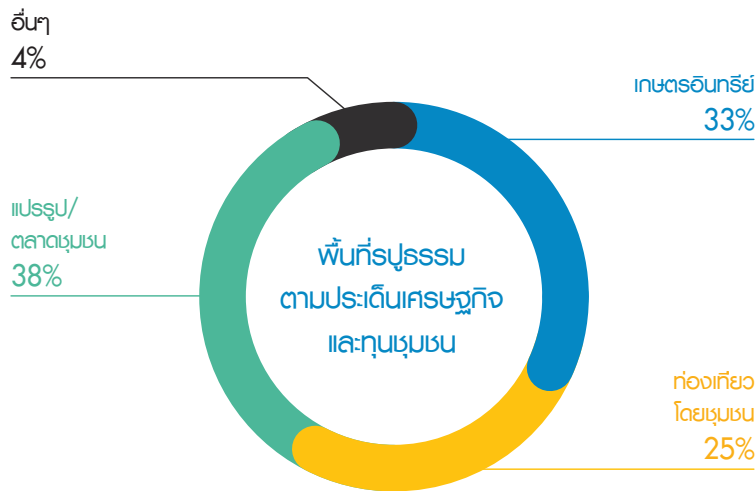 อื่นๆ
4%
เกษตรอินทรีย์
33%
แปรรูป/
ตลาดชุมชน
38%
พื้นที่รปูธรรม
ตามประเด็นเศรษฐกิจ
และทุนชุมชน
ท่องเที่ยว
โดยชุมชน
25%